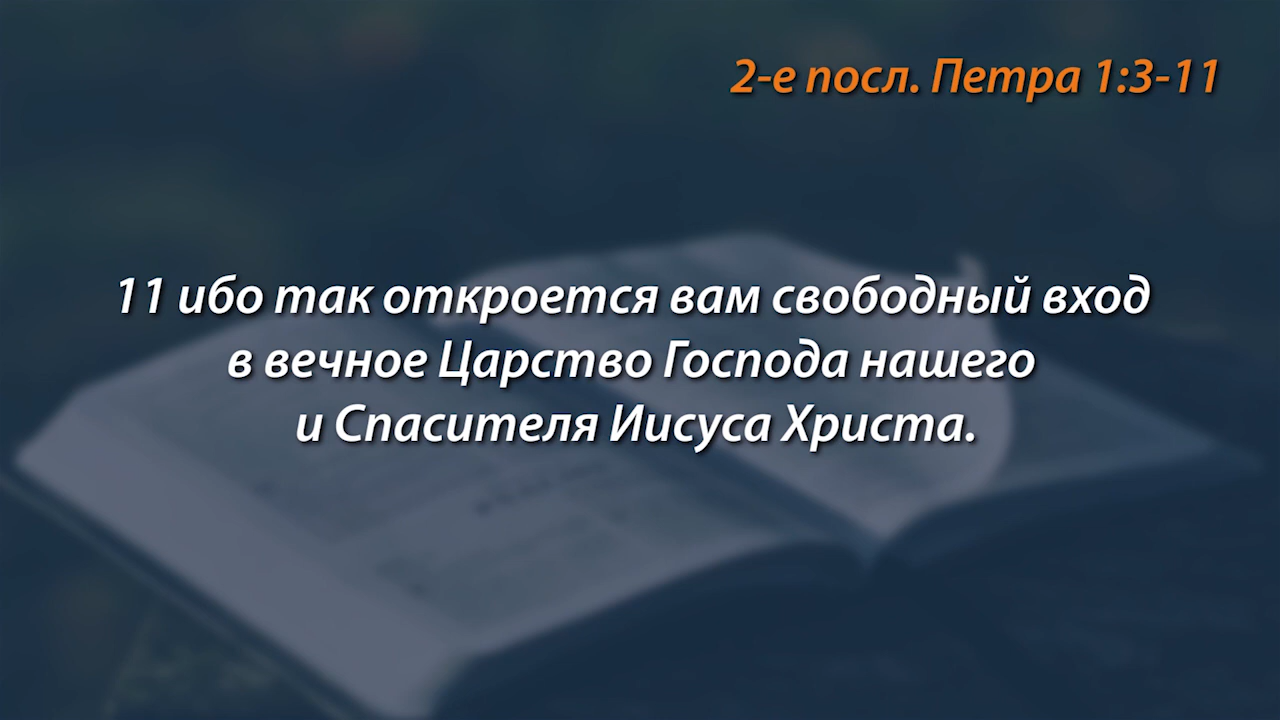 2-е посл. Петра 1:3-11
11 ибо так откроется вам свободный вход
в вечное Царство Господа нашего
и Спасителя Иисуса Христа.